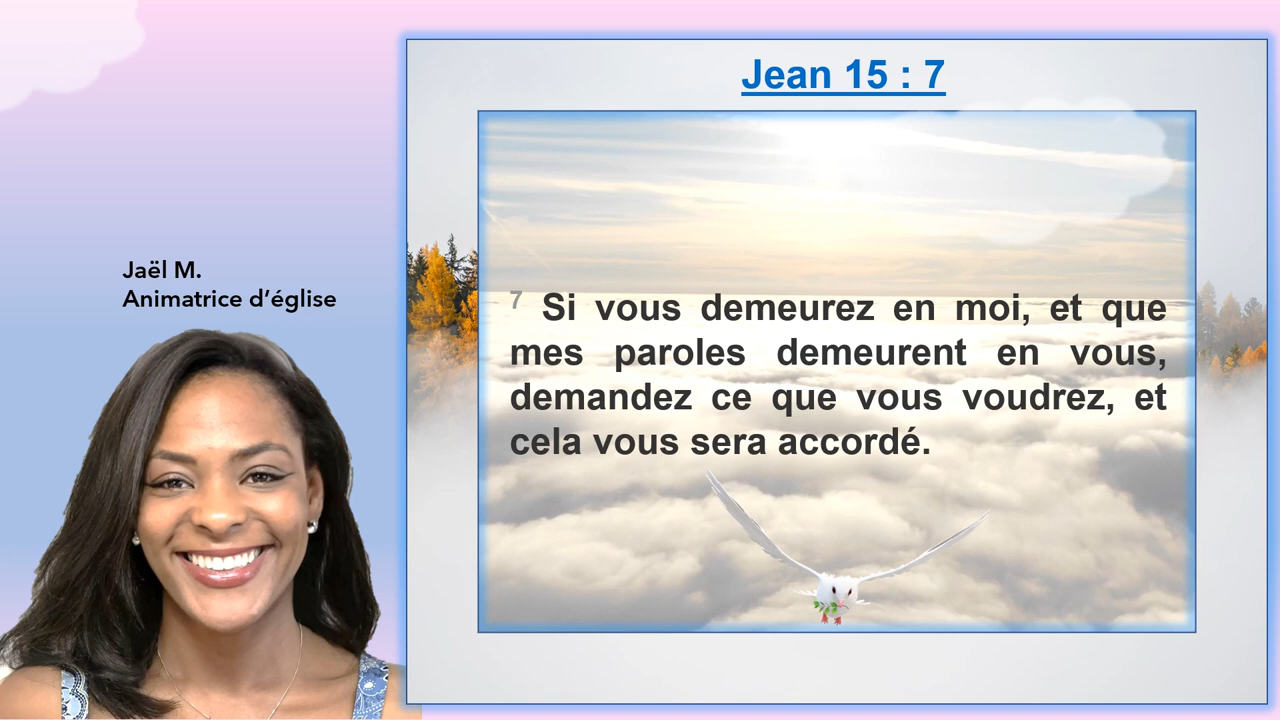 Jean 15 : 7
Jaël M.
Animatrice d’église
7 Si vous demeurez en moi, et que
mes paroles demeurent en vous,
demandez ce que vous voudrez, et
cela vous sera accordé.